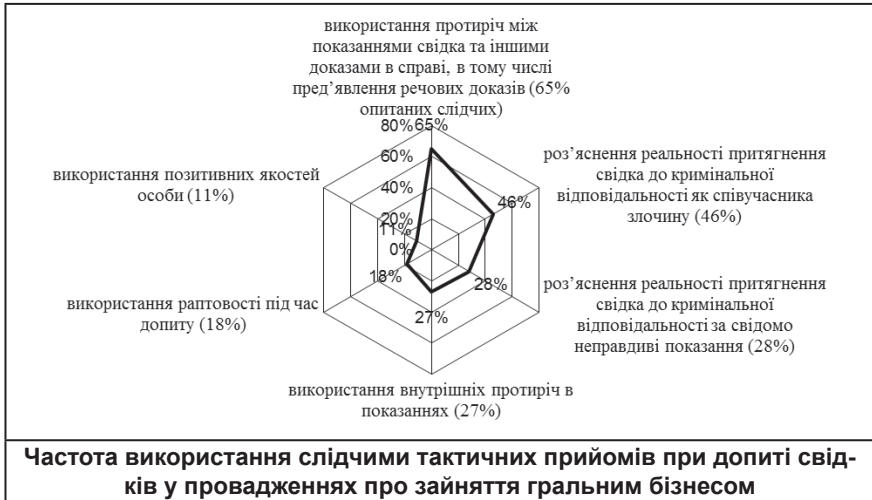 використання протиріч між
показаннями свідка та іншими
доказами в справі, в тому числі
пред’явлення речових доказів (65%
опитаних слідчих)
80%
65%
60%
40%
20%
0%
46%
28%
27%
18%
11%
роз’яснення реальності притягнення
свідка до кримінальної
відповідальності як співучасника
злочину (46%)
роз’яснення реальності притягнення
свідка до кримінальної
відповідальності за свідомо
неправдиві показання (28%)
використання внутрішніх протиріч в
показаннях (27%)
використання раптовості під час
допиту (18%)
використання позитивних якостей
особи (11%)
Частота використання слідчими тактичних прийомів при допиті свід-
ків у провадженнях про зайняття гральним бізнесом